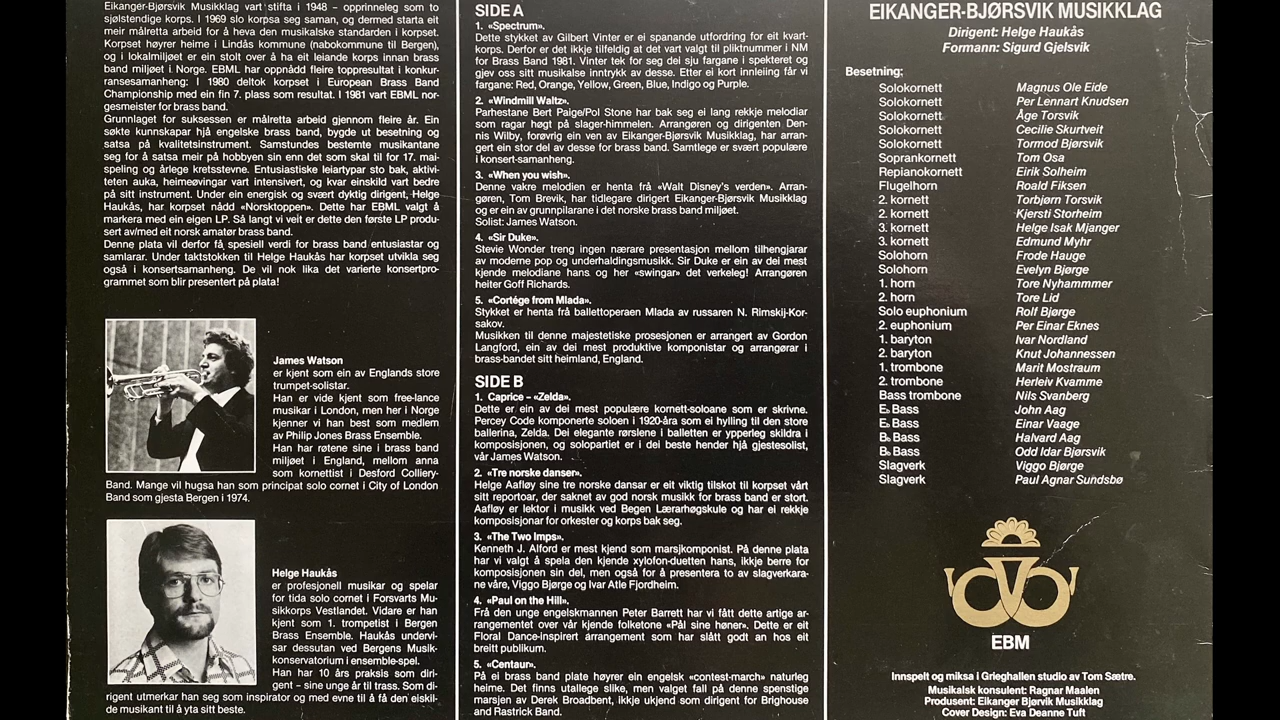 Eikanger-Bjørsvik Musikklag vart stifta i 1948 – opprinneleg som to
sjølstendige korps. I 1969 slo korpsa seg saman, og dermed starta eit
meir målretta arbeid for å heva den musikalske standarden i korpset.
Korpset høyrer heime i Lindås kommune (nabokommune til Bergen),
og i lokalmiljøet er ein stolt over å ha eit leiande korps innan brass
band miljøet i Norge. EBML har oppnådd fleire toppresultat i konkur-
ransesamanheng: I 1980 deltok korpset i European Brass Band
Championship med ein fin 7. plass som resultat. I 1981 vart EBML nor-
gesmeister for brass band.
Grunnlaget for suksessen er målretta arbeid gjennom fleire år. Ein
søkte kunnskapar hjå engelske brass band, bygde ut besetning og
satsa på kvalitetsinstrument. Samstundes bestemte musikantane
seg for å satsa meir på hobbyen sin enn det som skal til for 17. mai-
speling og årlege kretsstevne. Entusiastiske leiartypar sto bak, aktivi-
teten auka, heimeøvingar vart intensivert, og kvar einskild vart bedre
på sitt instrument. Under ein energisk og svært dyktig dirigent, Helge
Haukås, har korpset nådd «Norsktoppen». Dette har EBML valgt å
markera med ein eigen LP. Så langt vi veit er dette den første LP produ-
sert av/med eit norsk amatør brass band.
Denne plata vil derfor få spesiell verdi for brass band entusiastar og
samlarar. Under taktstokken til Helge Haukås har korpset utvikla seg
også i konsertsamanheng. De vil nok lika det varierte konsertpro-
grammet som blir presentert på plata!
James Watson
er kjent som ein av Englands store
trumpet-solistar.
Han er vide kjent som free-lance
musikar i London, men her i Norge
kjenner vi han best som medlem
av Philip Jones Brass Ensemble.
Han har røtene sine i brass band
miljøet i England, mellom anna
som kornettist i Desford Colliery-
Band. Mange vil hugsa han som principat solo cornet i City of London
Band som gjesta Bergen i 1974.
Helge Haukås
er profesjonell musikar og spelar
for tida solo cornet i Forsvarts Mu-
sikkorps Vestlandet. Vidare er han
kjent som 1. trompetist i Bergen
Brass Ensemble. Haukås undervi-
sar dessutan ved Bergens Musik-
konservatorium i ensemble-spel.
Han har 10 års praksis som diri-
gent – sine unge år til trass. Som di-
rigent utmerkar han seg som inspirator og med evne til å få den eiskil-
de musikant til å yta sitt beste.
SIDE A
1. «Spectrum».
Dette stykket av Gilbert Vinter er ei spanande utfordring for eit kvart-
korps. Derfor er det ikkje tilfeldig at det vart valgt til pliktnummer i NM
for Brass Band 1981. Vinter tek for seg dei sju fargane i spekteret og
gjev oss sitt musikalse inntrykk av desse. Etter ei kort innleiing får vi
fargane: Red, Orange, Yellow, Green, Blue, Indigo og Purple.
2. «Windmill Waltz».
Parhestane Bert Paige/Pol Stone har bak seg ei lang rekkje melodiar
som ragar høgt på slager-himmelen. Arrangøren og dirigenten Den-
nis Wilby, forøvrig ein ven av Eikanger-Bjørsvik Musikklag, har arran-
gert ein stor del av desse for brass band. Samtlege er svært populære
i konsert-samanheng.
3. «When you wish».
Denne vakre melodien er henta frå «Walt Disney's verden». Arran-
gøren, Tom Brevik, har tidlegare dirigert Eikanger-Bjørsvik Musikklag
og er ein av grunnpilarane i det norske brass band miljøet.
Solist: James Watson.
4. «Sir Duke».
Stevie Wonder treng ingen nærare presentasjon mellom tilhengjarar
av moderne pop og underhaldingsmusikk. Sir Duke er ein av dei mest
kjende melodiane hans og her «swingar» det verkeleg! Arrangøren
heiter Goff Richards.
5. «Cortége from Mlada».
Stykket er henta frå ballettoperaen Mlada av russaren N. Rimskij-Kor-
sakov.
Musikken til denne majestetiske prosesjonen er arrangert av Gordon
Langford, ein av dei mest produktive komponistar og arrangørar i
brass-bandet sitt heimland, England.
SIDE B
1. Caprice – «Zelda».
Dette er ein av dei mest populære kornett-soloane som er skrivne.
Percey Code komponerte soloen i 1920-åra som ei hylling til den store
ballerina, Zelda. Dei elegante rørslene i balletten er ypperleg skildra i
komposisjonen, og solopartiet er i dei beste hender hjå gjestesolist,
vår James Watson.
2. «Tre norske danser».
Helge Aafløy sine tre norske dansar er eit viktig tilskot til korpset vårt
sitt reportoar, der saknet av god norsk musikk for brass band er stort.
Aafløy er lektor i musikk ved Begen Lærarhøgskule og har ei rekkje
komposisjonar for orkester og korps bak seg.
3. «The Two Imps».
Kenneth J. Alford er mest kjend som marsjkomponist. På denne plata
har vi valgt å spela den kjende xylofon-duetten hans, ikkje berre for
komposisjonen sin del, men også for å presentera to av slagverkara-
ne våre, Viggo Bjørge og Ivar Atle Fjordheim.
4. «Paul on the Hill».
Frå den unge engelskmannen Peter Barrett har vi fått dette artige ar-
rangementet over vår kjende folketone «Pål sine høner». Dette er eit
Floral Dance-inspirert arrangement som har slått godt an hos eit
breitt publikum.
5. «Centaur».
På ei brass band plate høyrer ein engelsk «contest-march» naturleg
heime. Det finns utallege slike, men valget fall på denne spenstige
marsjen av Derek Broadbent, ikkje ukjend som dirigent for Brighouse
and Rastrick Band.
EIKANGER-BJØRSVIK MUSIKKLAG
Dirigent: Helge Haukås
Formann: Sigurd Gjelsvik
Besetning:
Solokornett Magnus Ole Eide
Solokornett Per Lennart Knudsen
Solokornett Åge Torsvik
Solokornett Cecilie Skurtveit
Solokornett Tormod Bjørsvik
Soprankornett Tom Osa
Repianokornett Eirik Solheim
Flugelhorn Roald Fiksen
2. kornett Torbjørn Torsvik
2. kornett Kjersti Storheim
3. kornett Helge Isak Mjanger
3. kornett Edmund Myhr
Solohorn Frode Hauge
Solohorn Evelyn Bjørge
1. horn Tore Nyhammmer
2. horn Tore Lid
Solo euphonium Rolf Bjørge
2. euphonium Per Einar Eknes
1. baryton Ivar Nordland
2. baryton Knut Johannessen
1. trombone Marit Mostraum
2. trombone Herleiv Kvamme
Bass trombone Nils Svanberg
E♭ Bass John Aag
E♭ Bass Einar Vaage
B♭ Bass Halvard Aag
B♭ Bass Odd Idar Bjørsvik
Slagverk Viggo Bjørge
Slagverk Paul Agnar Sundsbø
EBM
Innspelt og miksa i Grieghallen studio av Tom Sætre.
Musikalsk konsulent: Ragnar Maalen
Produsent: Eikanger Bjørvik Musikklag
Cover Design: Eva Deanne Tuft